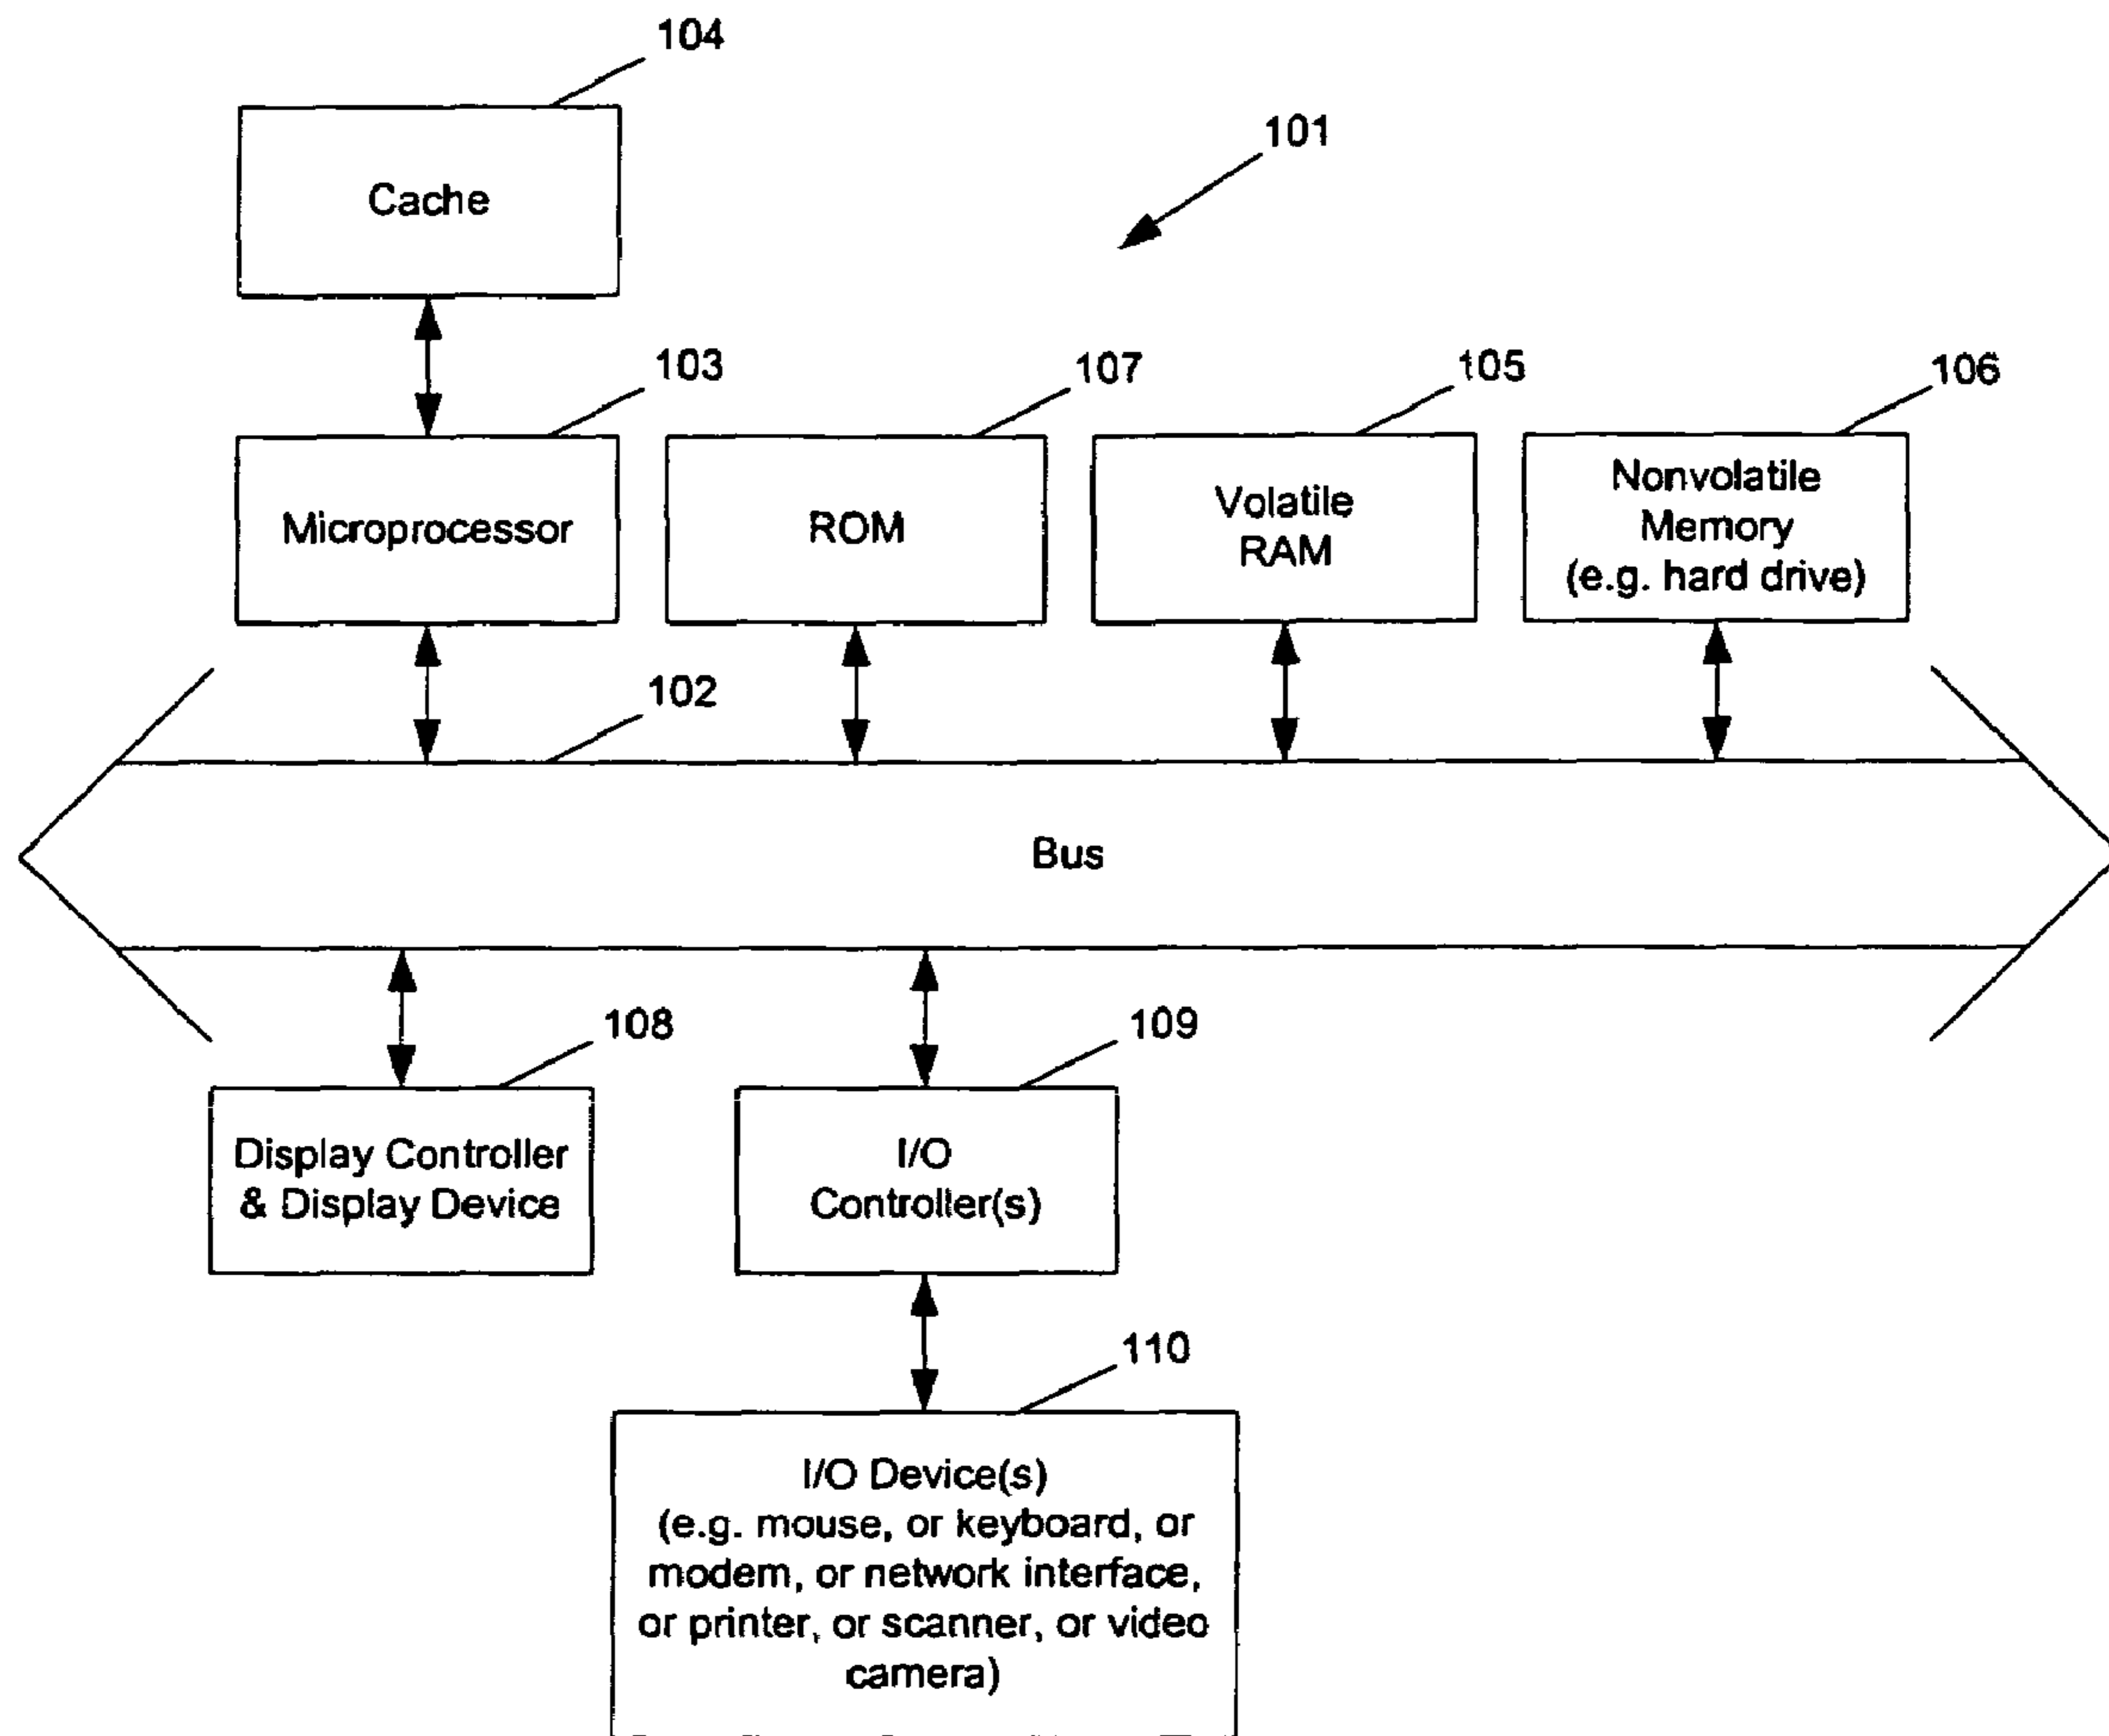 104
Cache
101
103
107
105
106
Microprocessor
ROM
Volatile
RAM
Nonvolatile
Memory
(e.g. hard drive)
102
Bus
108
109
Display Controller
& Display Device
I/O
Controller(s)
110
I/O Device(s)
(e.g. mouse, or keyboard, or
modem, or network interface,
or printer, or scanner, or video
camera)